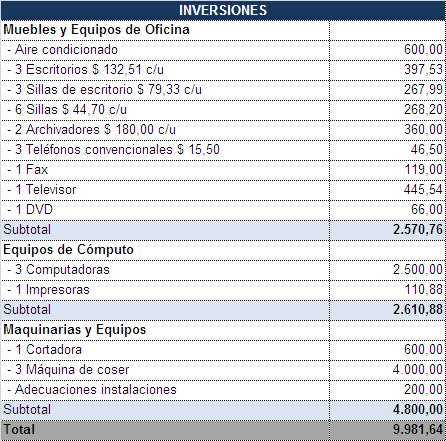 INVERSIONES
Muebles y Equipos de Oficina
- Aire condicionado 600,00
- 3 Escritorios $ 132,51 c/u 397,53
- 3 Sillas de escritorio $ 79,33 c/u 267,99
- 6 Sillas $ 44,70 c/u 268,20
- 2 Archivadores $ 180,00 c/u 360,00
- 3 Teléfonos convencionales $ 15,50 46,50
- 1 Fax 119,00
- 1 Televisor 445,54
- 1 DVD 66,00
Subtotal 2.570,76
Equipos de Cómputo
- 3 Computadoras 2.500,00
- 1 Impresoras 110,88
Subtotal 2.610,88
Maquinarias y Equipos
- 1 Cortadora 600,00
- 3 Máquina de coser 4.000,00
- Adecuaciones instalaciones 200,00
Subtotal 4.800,00
Total 9.981,64